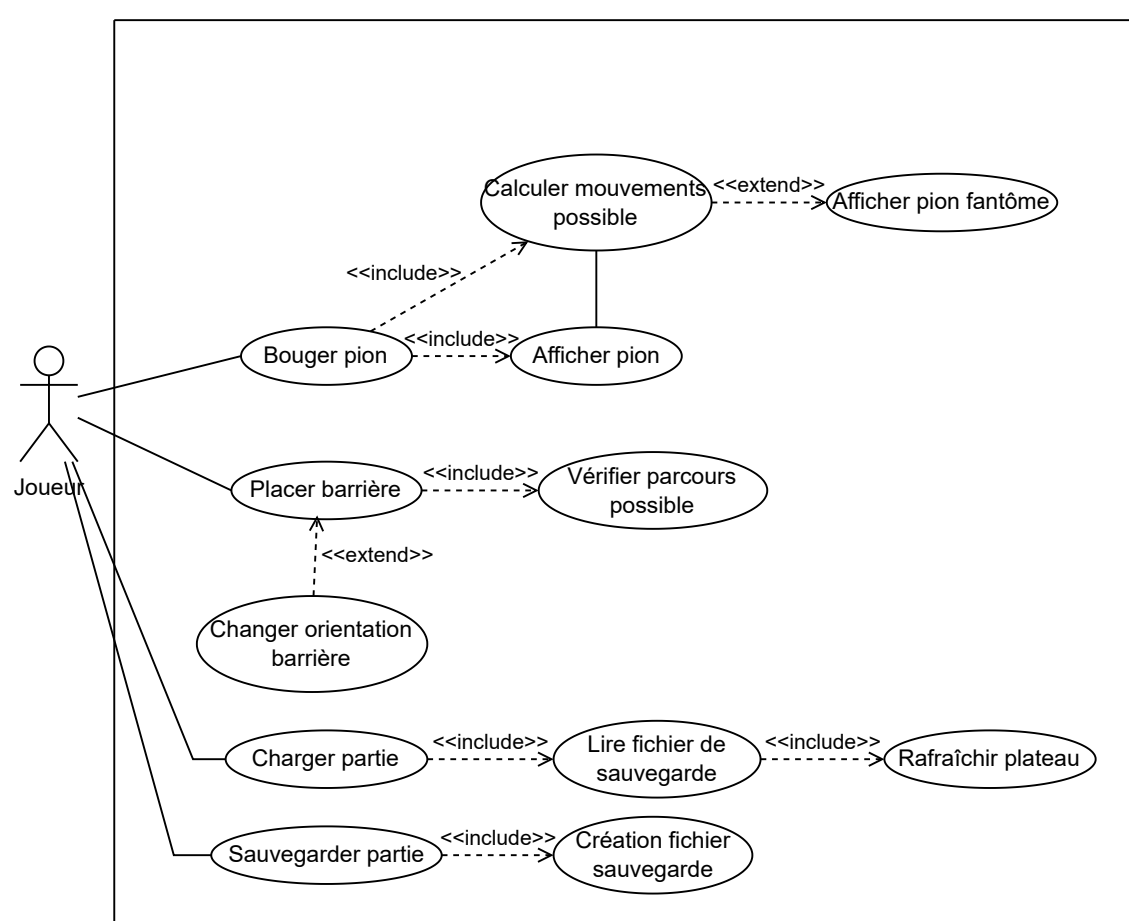 Calculer mouvements
possible
<<extend>>
Afficher pion fantôme
<<include>>
Bouger pion
<<include>>
Afficher pion
Joueur
Placer barrière
<<include>>
Vérifier parcours
possible
<<extend>>
Changer orientation
barrière
Charger partie
<<include>>
Lire fichier de
sauvegarde
<<include>>
Rafraîchir plateau
Sauvegarder partie
<<include>>
Création fichier
sauvegarde